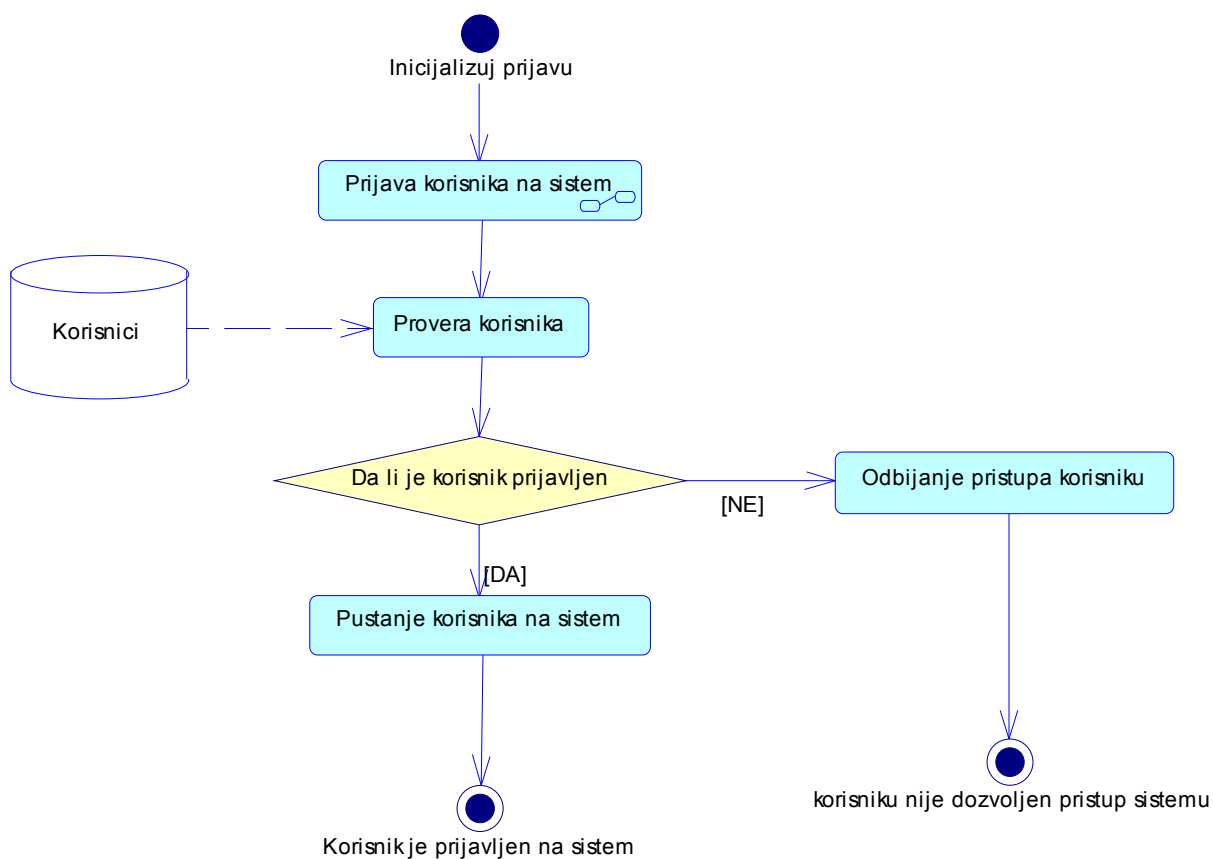 Inicijalizuj prijavu
Prijava korisnika na sistem
Korisnici
Provera korisnika
Da li je korisnik prijavljen
[NE]
Odbijanje pristupa korisniku
[DA]
Pustanje korisnika na sistem
korisniku nije dozvoljen pristup sistemu
Korisnik je prijavljen na sistem